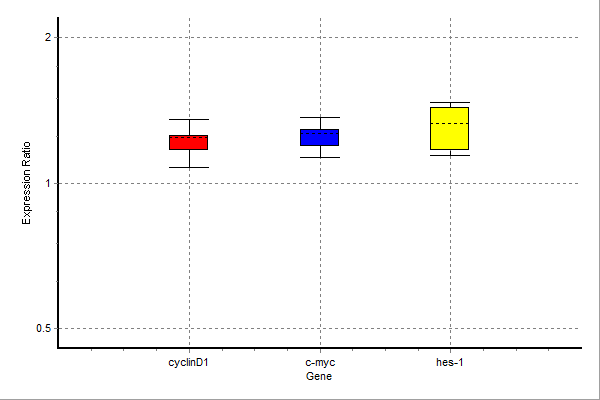 2
Expression Ratio
1
0.5
cyclinD1 c-myc hes-1
Gene